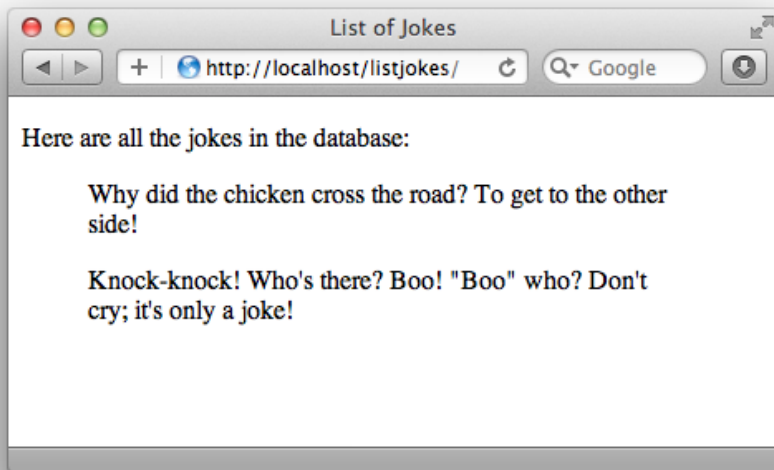 List of Jokes
http://localhost/listjokes/
Google
Here are all the jokes in the database:
Why did the chicken cross the road? To get to the other
side!
Knock-knock! Who's there? Boo! "Boo" who? Don't
cry; it's only a joke!